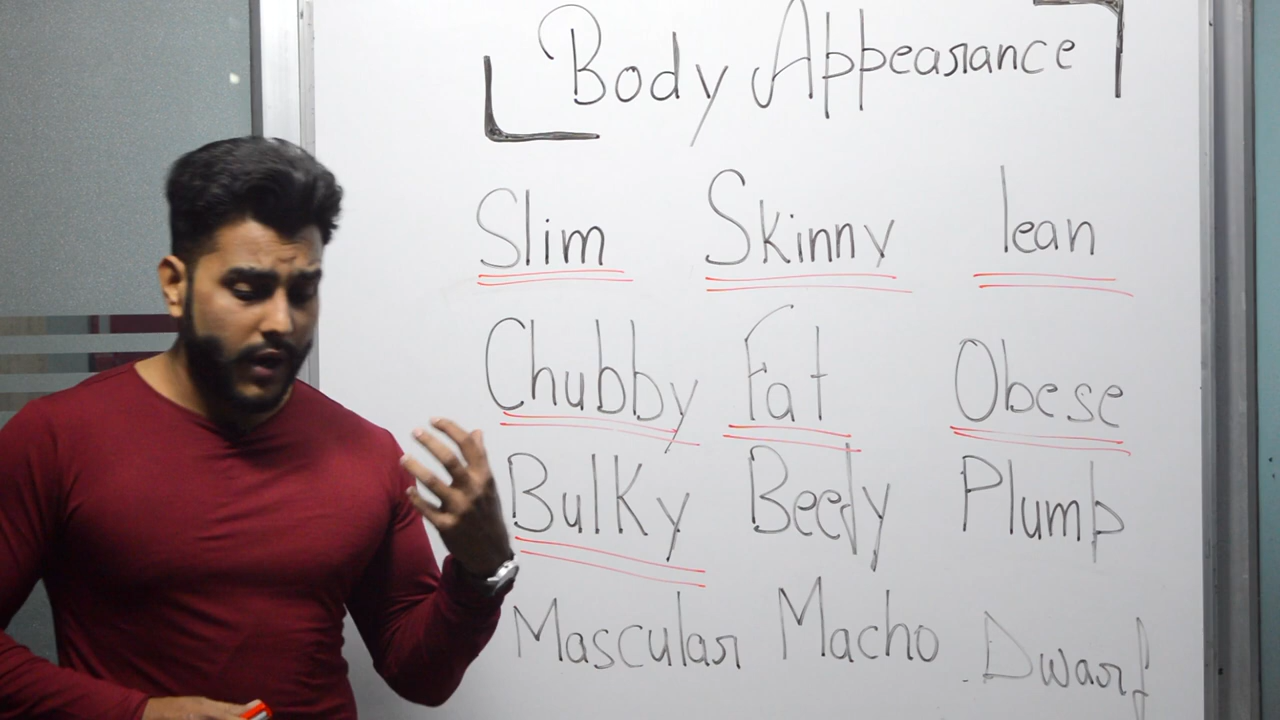 Body Appearance
Slim Skinny lean
Chubby Fat Obese
Bulky Beefy Plump
Mascular Macho Dwarf